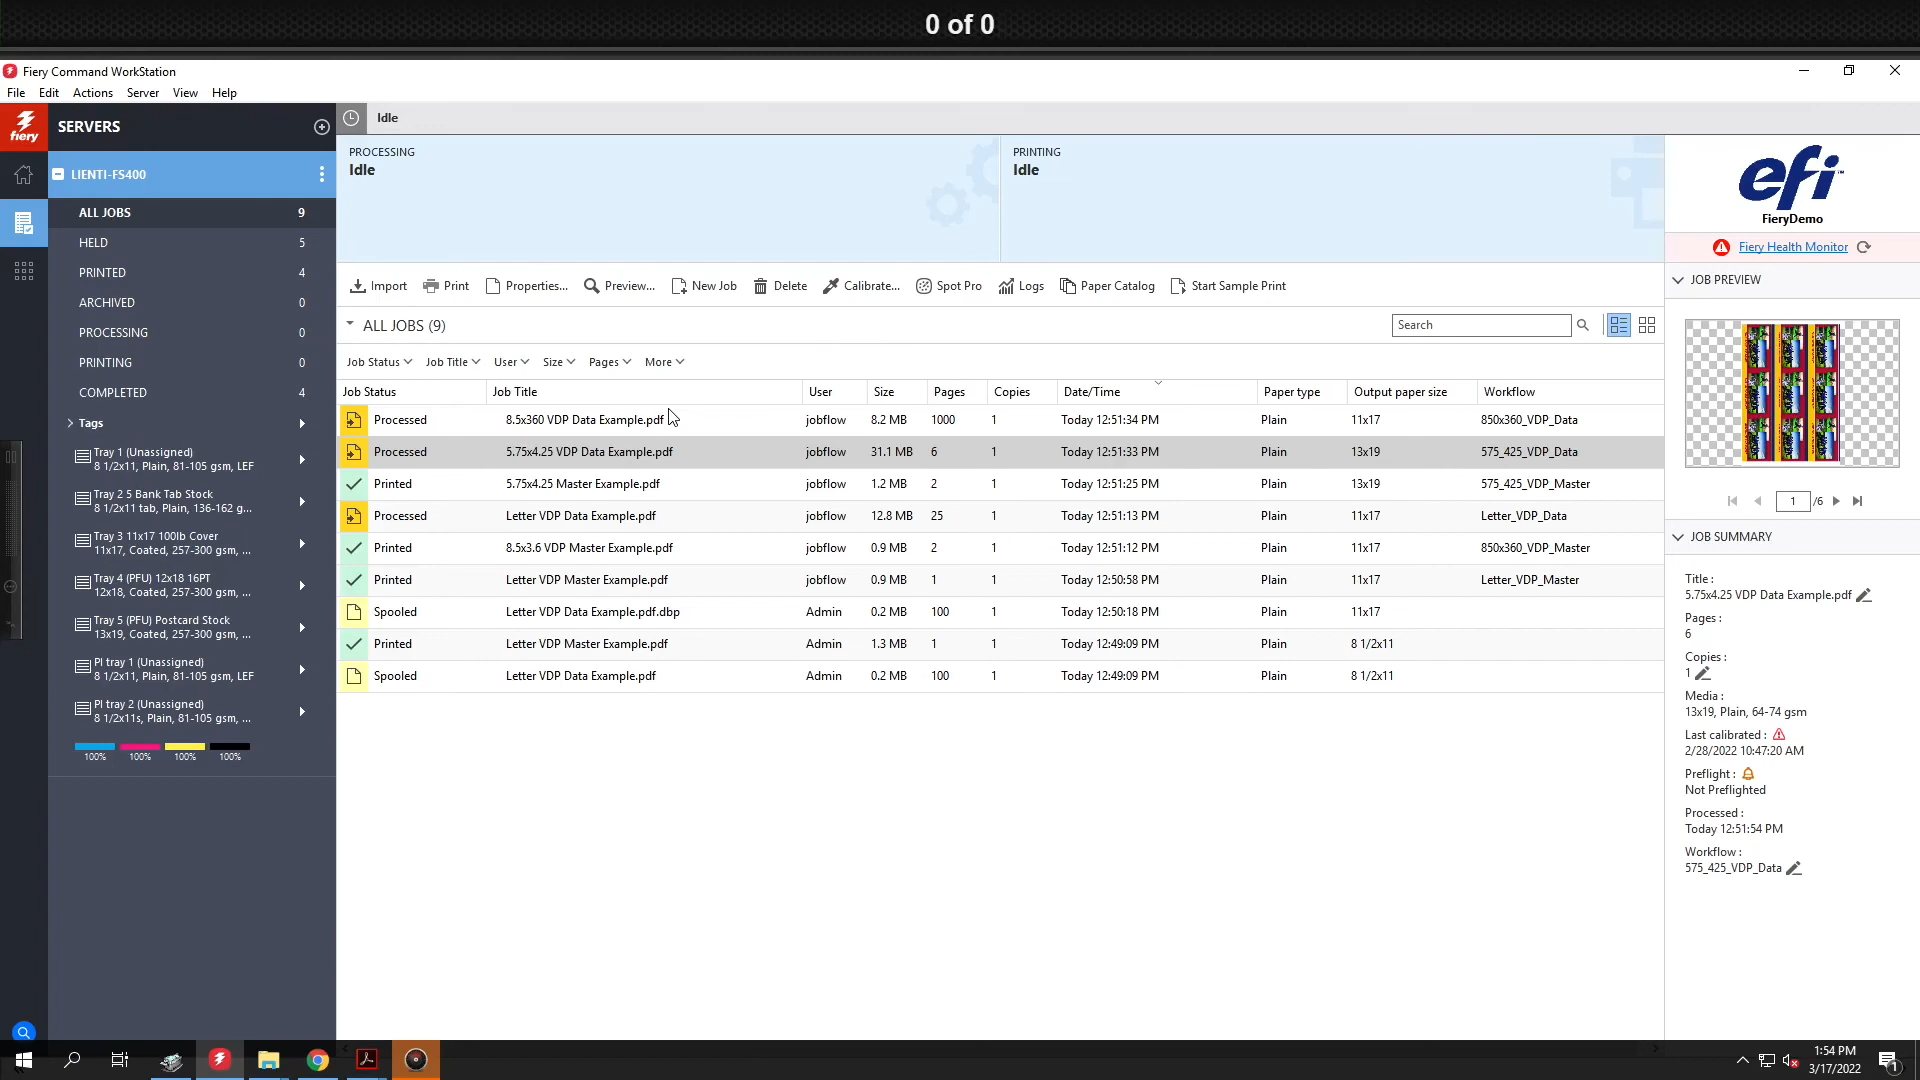 0 of 0
Fiery Command WorkStation
File Edit Actions Server View Help
fiery
SERVERS
Idle
LIENTI-FS400
ALL JOBS 9
HELD 5
PRINTED 4
ARCHIVED 0
PROCESSING 0
PRINTING 0
COMPLETED 4
Tags
Tray 1 (Unassigned)
8 1/2x11, Plain, 81-105 gsm, LEF
Tray 2 5 Bank Tab Stock
8 1/2x11 tab, Plain, 136-162 g...
Tray 3 11x17 100lb Cover
11x17, Coated, 257-300 gsm, ...
Tray 4 (PFU) 12x18 16PT
12x18, Coated, 257-300 gsm, ...
Tray 5 (PFU) Postcard Stock
13x19, Coated, 257-300 gsm, ...
PI tray 1 (Unassigned)
8 1/2x11, Plain, 81-105 gsm, LEF
PI tray 2 (Unassigned)
8 1/2x11s, Plain, 81-105 gsm, ...
100% 100% 100% 100%
PROCESSING
Idle
PRINTING
Idle
Import Print Properties... Preview... New Job Delete Calibrate... Spot Pro Logs Paper Catalog Start Sample Print
ALL JOBS (9)
Search
Job Status Job Title User Size Pages More
Job Status Job Title User Size Pages Copies Date/Time Paper type Output paper size Workflow
Processed 8.5x360 VDP Data Example.pdf jobflow 8.2 MB 1000 1 Today 12:51:34 PM Plain 11x17 850x360_VDP_Data
Processed 5.75x4.25 VDP Data Example.pdf jobflow 31.1 MB 6 1 Today 12:51:33 PM Plain 13x19 575_425_VDP_Data
Printed 5.75x4.25 Master Example.pdf jobflow 1.2 MB 2 1 Today 12:51:25 PM Plain 13x19 575_425_VDP_Master
Processed Letter VDP Data Example.pdf jobflow 12.8 MB 25 1 Today 12:51:13 PM Plain 11x17 Letter_VDP_Data
Printed 8.5x3.6 VDP Master Example.pdf jobflow 0.9 MB 2 1 Today 12:51:12 PM Plain 11x17 850x360_VDP_Master
Printed Letter VDP Master Example.pdf jobflow 0.9 MB 1 1 Today 12:50:58 PM Plain 11x17 Letter_VDP_Master
Spooled Letter VDP Data Example.pdf.dbp Admin 0.2 MB 100 1 Today 12:50:18 PM Plain 11x17
Printed Letter VDP Master Example.pdf Admin 1.3 MB 1 1 Today 12:49:09 PM Plain 8 1/2x11
Spooled Letter VDP Data Example.pdf Admin 0.2 MB 100 1 Today 12:49:09 PM Plain 8 1/2x11
efi™
FieryDemo
Fiery Health Monitor
JOB PREVIEW
1 /6
JOB SUMMARY
Title :
5.75x4.25 VDP Data Example.pdf
Pages :
6
Copies :
1
Media :
13x19, Plain, 64-74 gsm
Last calibrated :
2/28/2022 10:47:20 AM
Preflight :
Not Preflighted
Processed :
Today 12:51:54 PM
Workflow :
575_425_VDP_Data
1:54 PM
3/17/2022
1